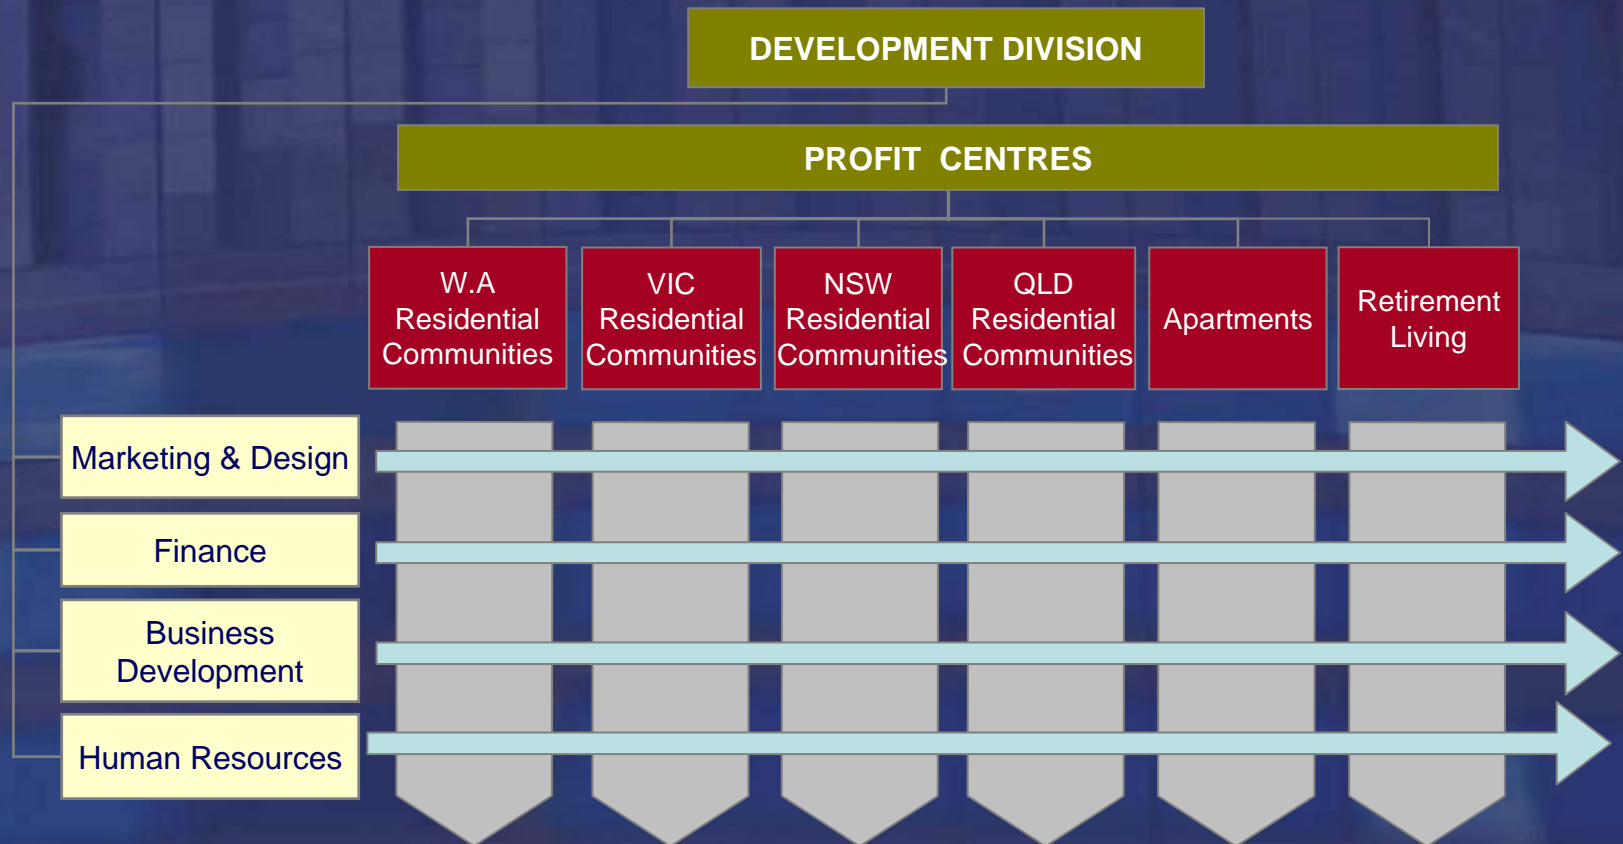 DEVELOPMENT DIVISION
PROFIT CENTRES
W.A
Residential
Communities
VIC
Residential
Communities
NSW
Residential
Communities
QLD
Residential
Communities
Apartments
Retirement
Living
Marketing & Design
Finance
Business
Development
Human Resources